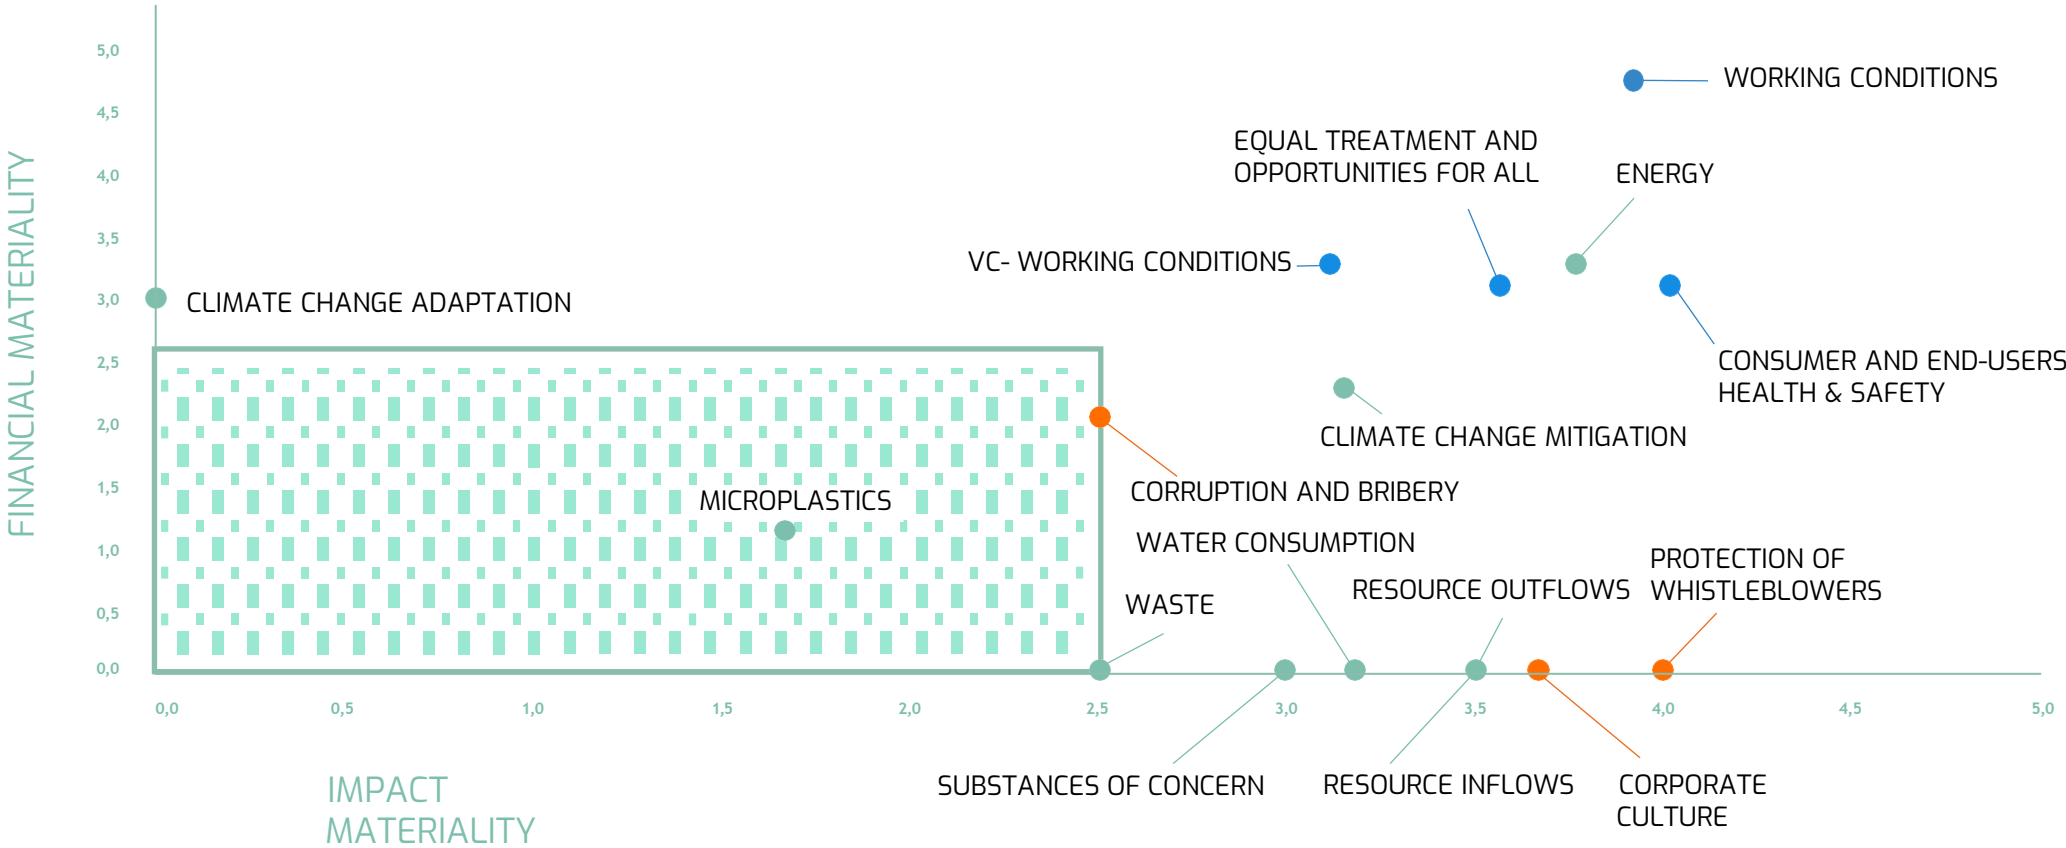 FINANCIAL MATERIALITY
5,0
4,5
4,0
3,5
3,0
2,5
2,0
1,5
1,0
0,5
0,0
WORKING CONDITIONS
EQUAL TREATMENT AND
OPPORTUNITIES FOR ALL
ENERGY
VC- WORKING CONDITIONS
CLIMATE CHANGE ADAPTATION
CONSUMER AND END-USERS
HEALTH & SAFETY
CLIMATE CHANGE MITIGATION
CORRUPTION AND BRIBERY
MICROPLASTICS
WATER CONSUMPTION
PROTECTION OF
WHISTLEBLOWERS
RESOURCE OUTFLOWS
WASTE
0,0
0,5
1,0
1,5
2,0
2,5
3,0
3,5
4,0
4,5
5,0
SUBSTANCES OF CONCERN
RESOURCE INFLOWS
CORPORATE
CULTURE
IMPACT
MATERIALITY